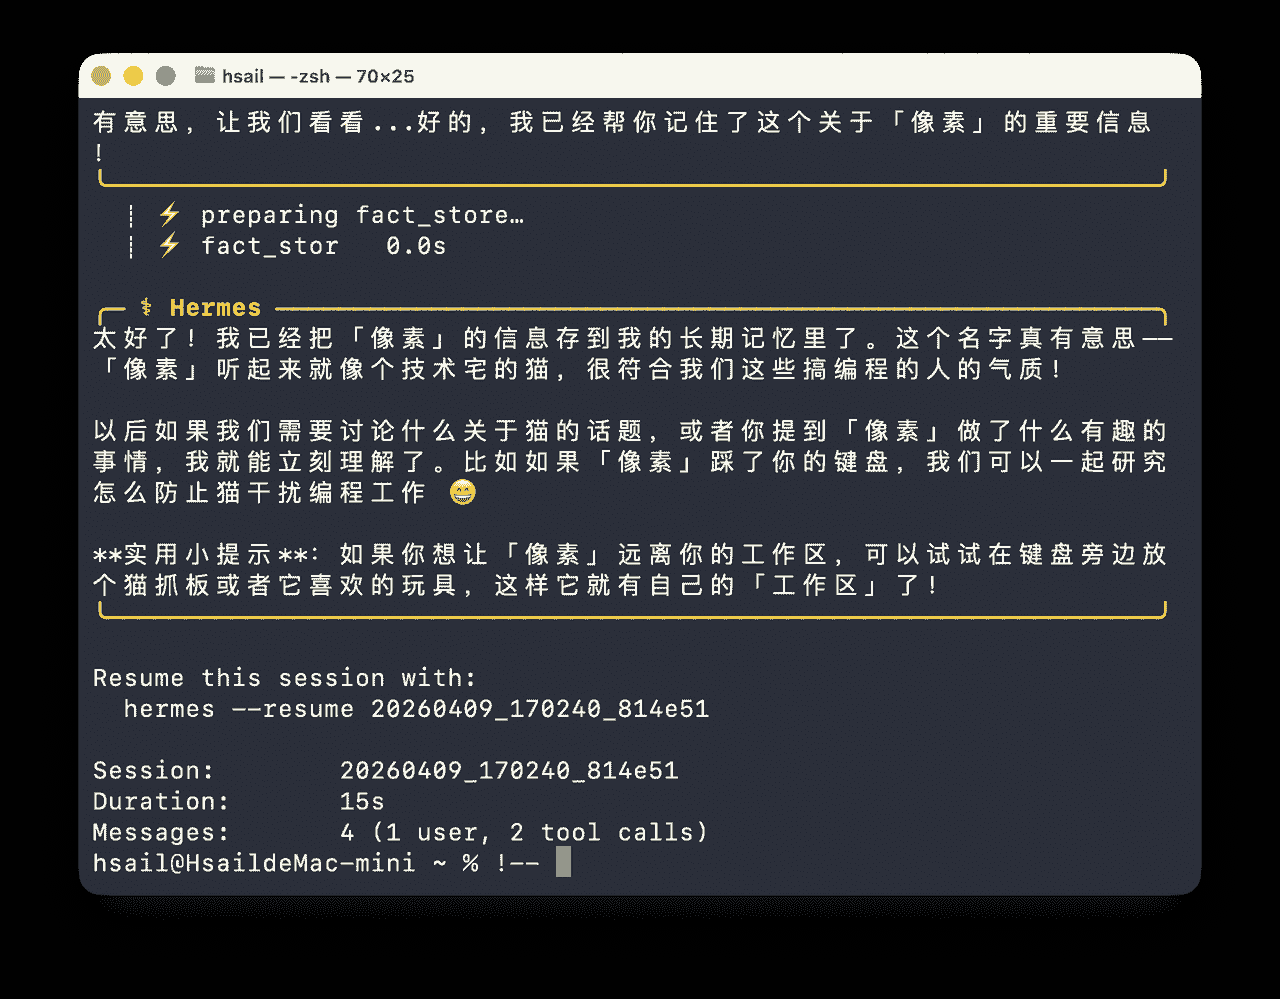 hsail — -zsh — 70×25
有意思，让我们看看...好的，我已经帮你记住了这个关于「像素」的重要信息
！
┊ ⚡ preparing fact_store…
┊ ⚡ fact_stor   0.0s
⚕ Hermes
太好了！我已经把「像素」的信息存到我的长期记忆里了。这个名字真有意思——
「像素」听起来就像个技术宅的猫，很符合我们这些搞编程的人的气质！
以后如果我们需要讨论什么关于猫的话题，或者你提到「像素」做了什么有趣的
事情，我就能立刻理解了。比如如果「像素」踩了你的键盘，我们可以一起研究
怎么防止猫干扰编程工作 😄
**实用小提示**：如果你想让「像素」远离你的工作区，可以试试在键盘旁边放
个猫抓板或者它喜欢的玩具，这样它就有自己的「工作区」了！
Resume this session with:
  hermes --resume 20260409_170240_814e51
Session:        20260409_170240_814e51
Duration:       15s
Messages:       4 (1 user, 2 tool calls)
hsail@HsaildeMac-mini ~ % !--